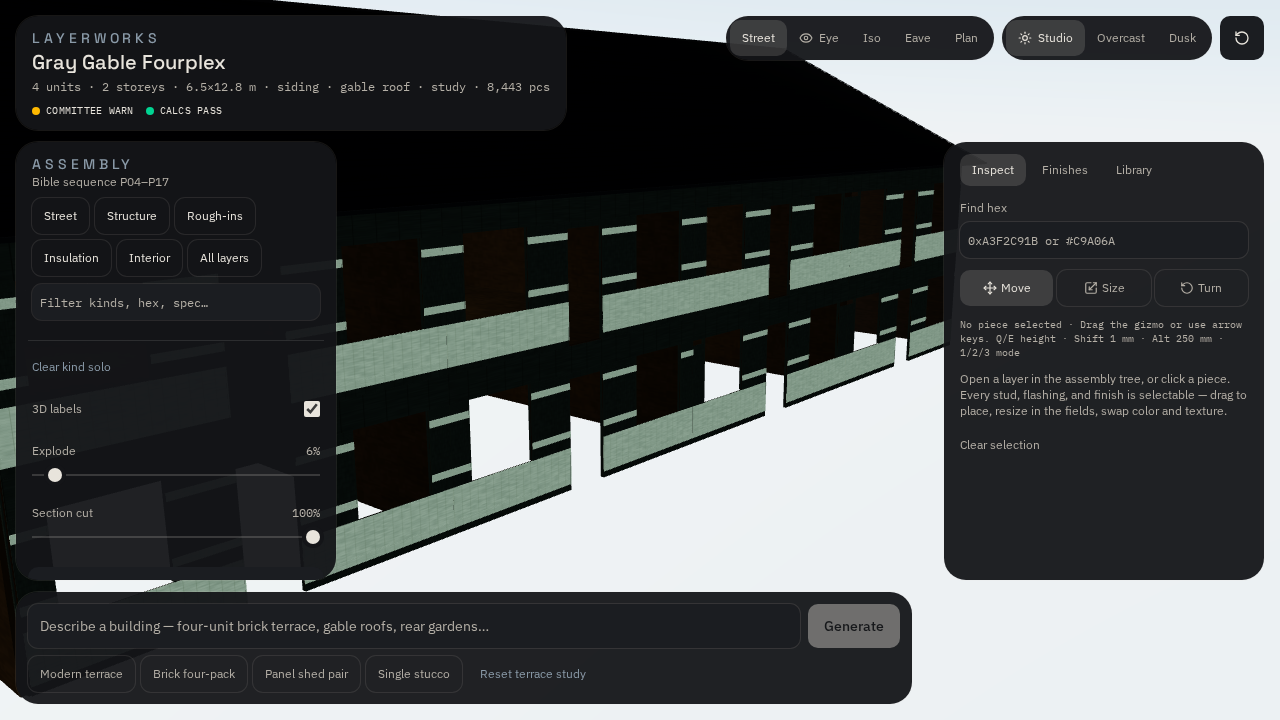 LAYERWORKS
Gray Gable Fourplex
4 units · 2 storeys · 6.5×12.8 m · siding · gable roof · study · 8,443 pcs
COMMITTEE WARN CALCS PASS
Street Eye Iso Eave Plan
Studio Overcast Dusk
ASSEMBLY
Bible sequence P04–P17
Street Structure Rough-ins
Insulation Interior All layers
Filter kinds, hex, spec…
Clear kind solo
3D labels
Explode 6%
Section cut 100%
Inspect Finishes Library
Find hex
0xA3F2C91B or #C9A06A
Move Size Turn
No piece selected · Drag the gizmo or use arrow
keys. Q/E height · Shift 1 mm · Alt 250 mm ·
1/2/3 mode
Open a layer in the assembly tree, or click a piece.
Every stud, flashing, and finish is selectable — drag to
place, resize in the fields, swap color and texture.
Clear selection
Describe a building — four-unit brick terrace, gable roofs, rear gardens…
Generate
Modern terrace Brick four-pack Panel shed pair Single stucco Reset terrace study